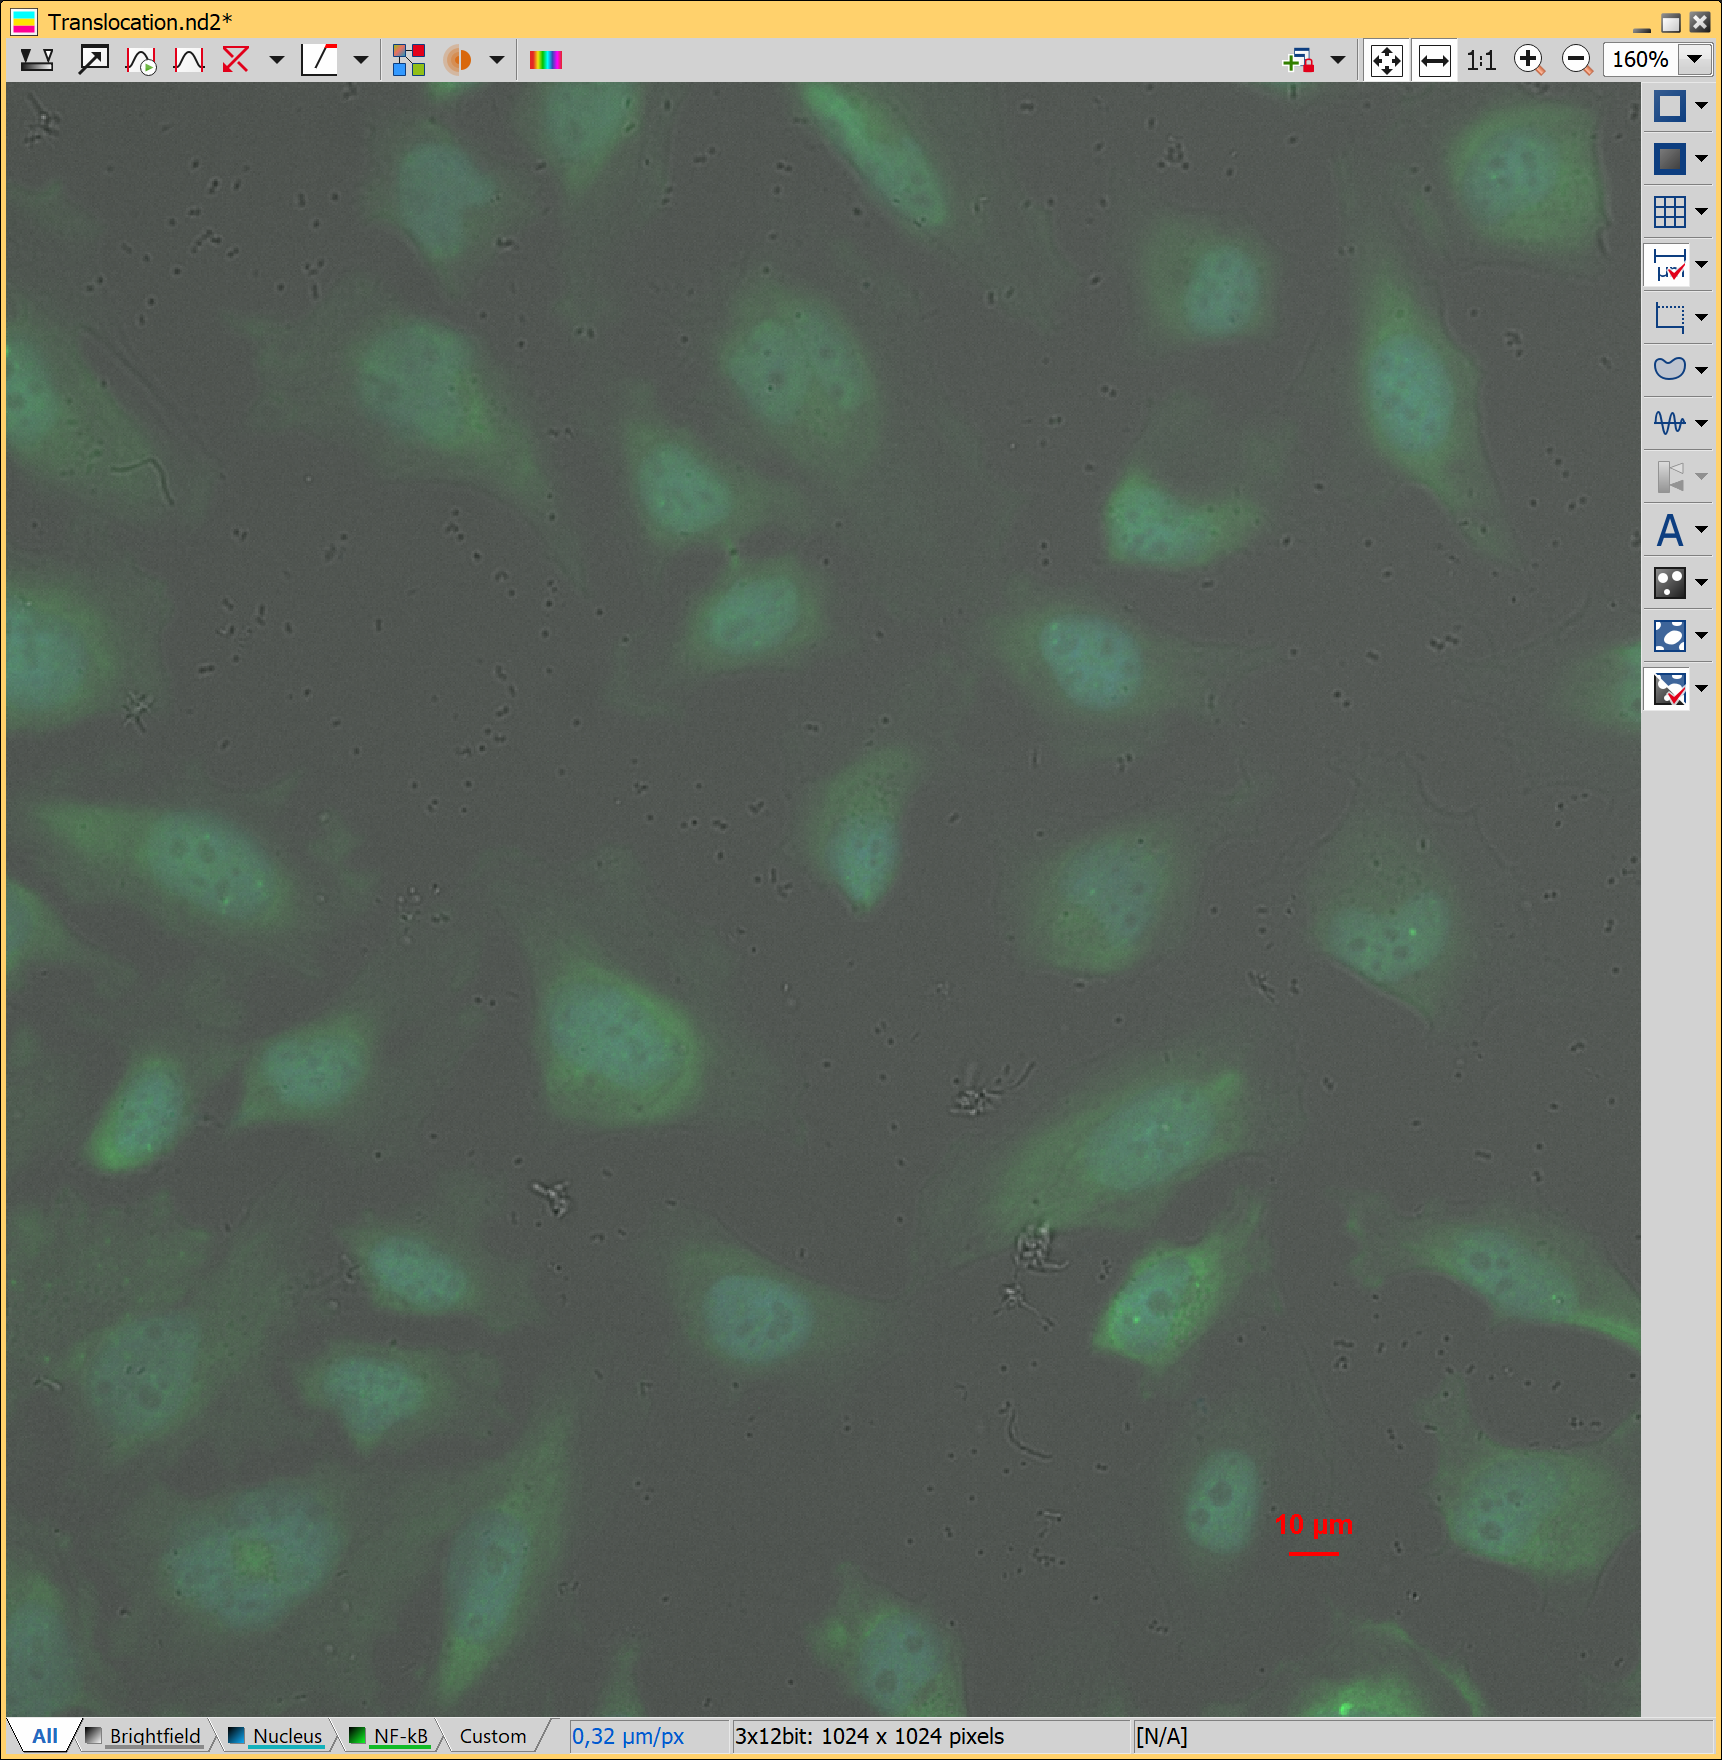 Translocation.nd2*
1:1
160%
µm
A
10 µm
All Brightfield Nucleus NF-kB Custom 0,32 µm/px 3x12bit: 1024 x 1024 pixels [N/A]